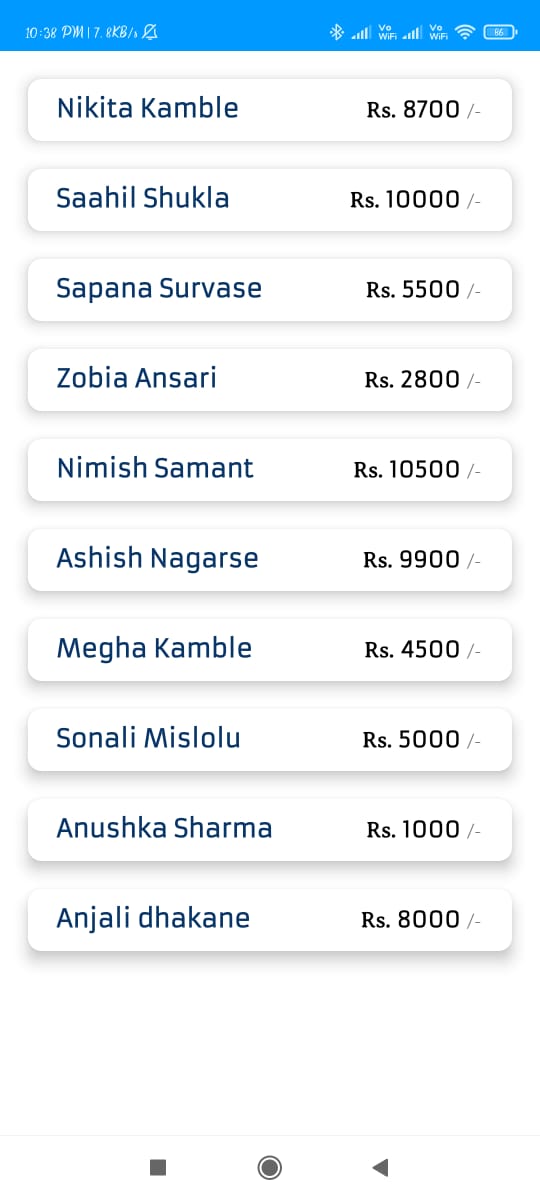 10:38 PM | 7.8KB/s Vo WiFi Vo WiFi 86
Nikita Kamble Rs. 8700 /-
Saahil Shukla Rs. 10000 /-
Sapana Survase Rs. 5500 /-
Zobia Ansari Rs. 2800 /-
Nimish Samant Rs. 10500 /-
Ashish Nagarse Rs. 9900 /-
Megha Kamble Rs. 4500 /-
Sonali Mislolu Rs. 5000 /-
Anushka Sharma Rs. 1000 /-
Anjali dhakane Rs. 8000 /-